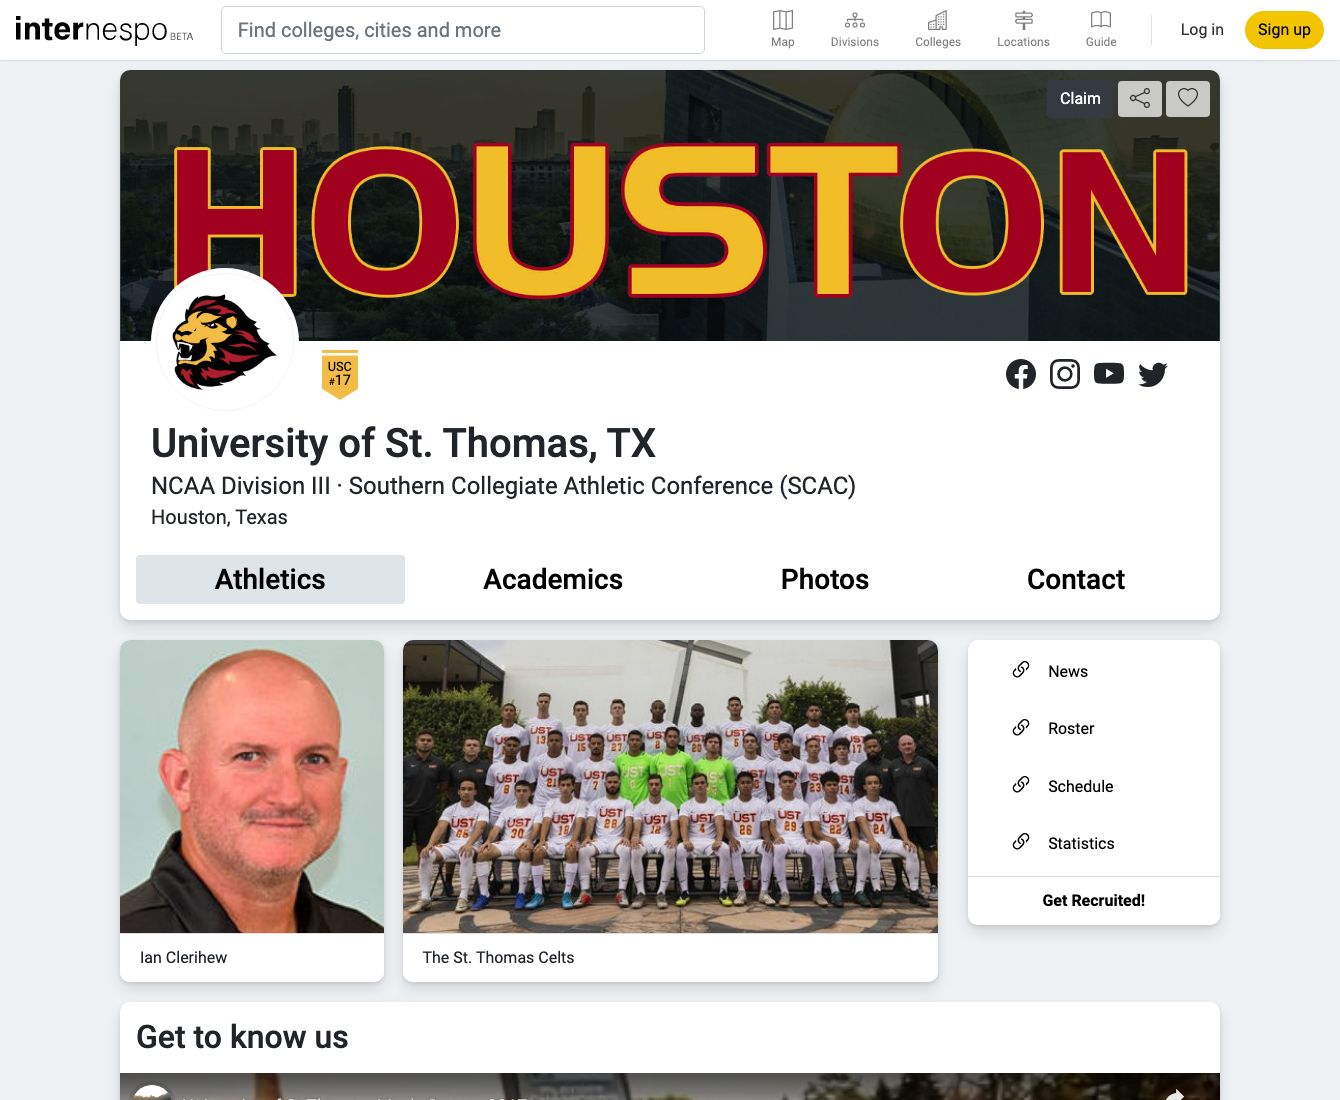 internespo BETA
Find colleges, cities and more
Map
Divisions
Colleges
Locations
Guide
Log in
Sign up
Claim
HOUSTON
USC
#17
University of St. Thomas, TX
NCAA Division III · Southern Collegiate Athletic Conference (SCAC)
Houston, Texas
Athletics
Academics
Photos
Contact
Ian Clerihew
The St. Thomas Celts
News
Roster
Schedule
Statistics
Get Recruited!
Get to know us